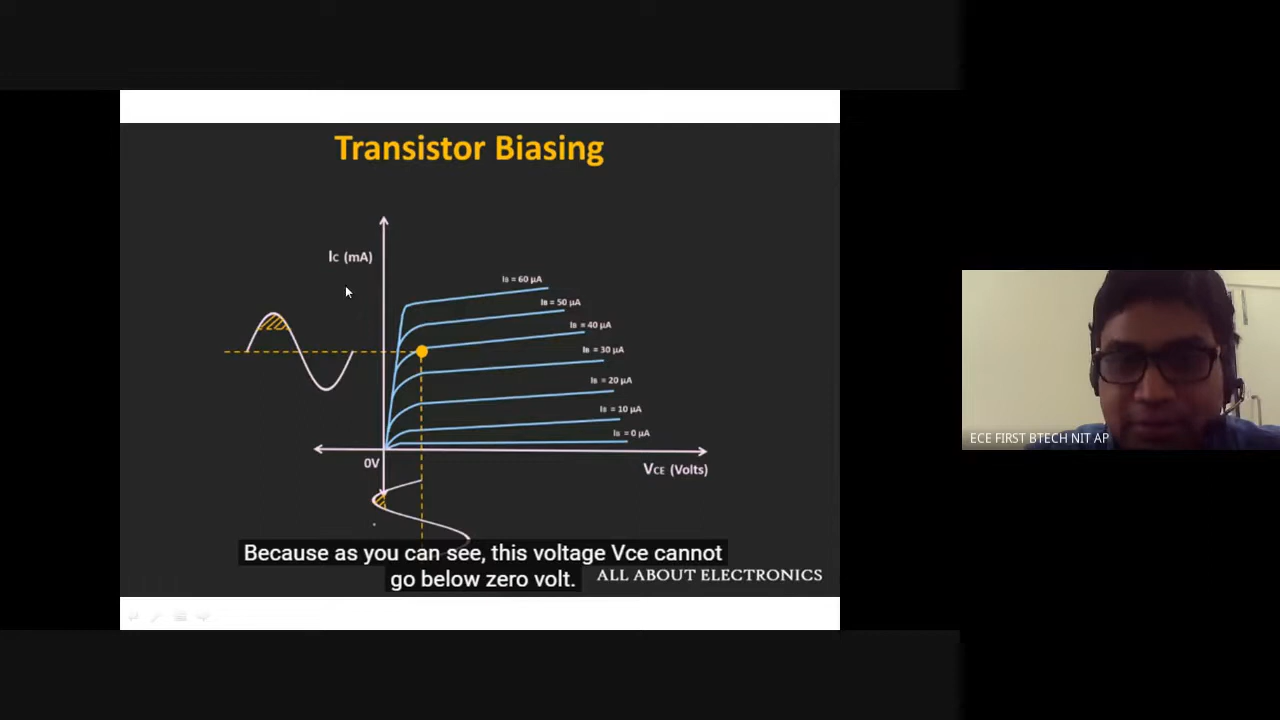 Transistor Biasing
IC (mA)
IB = 60 μA
IB = 50 μA
IB = 40 μA
IB = 30 μA
IB = 20 μA
IB = 10 μA
IB = 0 μA
0V
VCE (Volts)
Because as you can see, this voltage Vce cannot
go below zero volt.
ALL ABOUT ELECTRONICS
ECE FIRST BTECH NIT AP